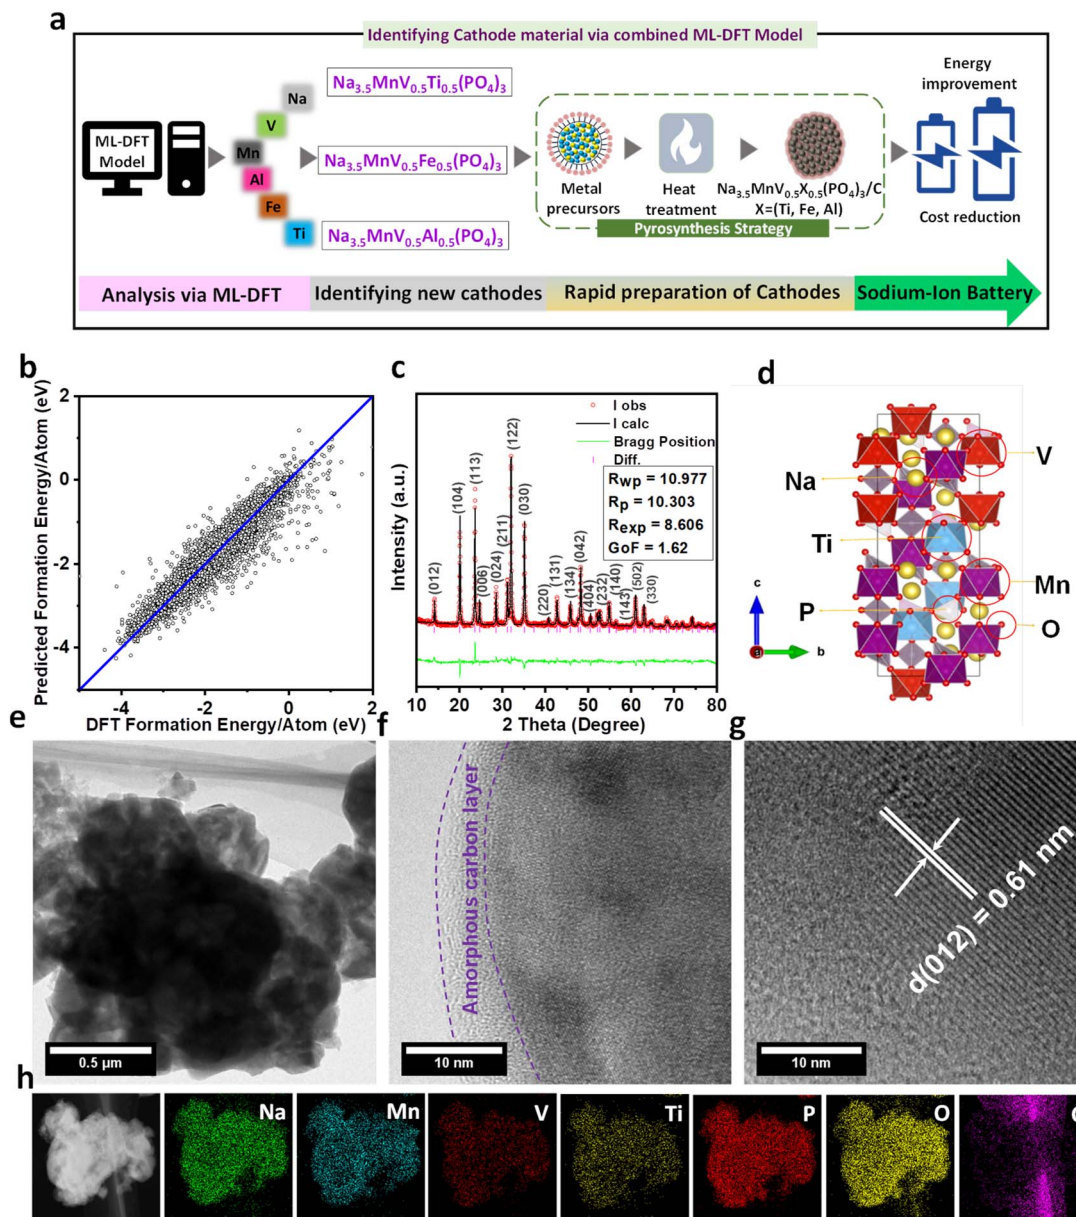 a
Identifying Cathode material via combined ML-DFT Model
ML-DFT
Model
Na
V
Mn
Al
Fe
Ti
Na3.5MnV0.5Ti0.5(PO4)3
Na3.5MnV0.5Fe0.5(PO4)3
Na3.5MnV0.5Al0.5(PO4)3
Metal
precursors
Heat
treatment
Na3.5MnV0.5X0.5(PO4)3/C
X=(Ti, Fe, Al)
Pyrosynthesis Strategy
Energy
improvement
Cost reduction
Analysis via ML-DFT
Identifying new cathodes
Rapid preparation of Cathodes
Sodium-Ion Battery
b
Predicted Formation Energy/Atom (eV)
2
0
-2
-4
-4
-2
0
2
DFT Formation Energy/Atom (eV)
c
Intensity (a.u.)
I obs
I calc
Bragg Position
Diff.
Rwp = 10.977
Rp = 10.303
Rexp = 8.606
GoF = 1.62
(012)
(104)
(113)
(006)
(024)
(211)
(122)
(030)
(220)
(131)
(134)
(042)
(404)
(232)
(140)
(143)
(502)
(330)
10 20 30 40 50 60 70 80
2 Theta (Degree)
d
V
Na
Ti
Mn
P
O
c
a
b
e
0.5 µm
f
Amorphous carbon layer
10 nm
g
d(012) = 0.61 nm
10 nm
h
Na
Mn
V
Ti
P
O